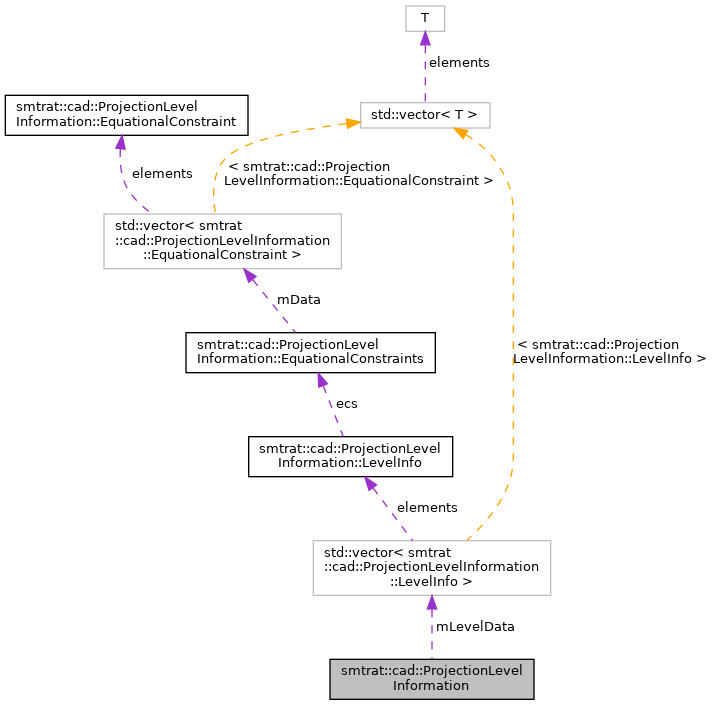 T
elements
smtrat::cad::ProjectionLevel
Information::EquationalConstraint
std::vector< T >
elements
< smtrat::cad::Projection
LevelInformation::EquationalConstraint >
std::vector< smtrat
::cad::ProjectionLevelInformation
::EquationalConstraint >
mData
smtrat::cad::ProjectionLevel
Information::EquationalConstraints
< smtrat::cad::Projection
LevelInformation::LevelInfo >
ecs
smtrat::cad::ProjectionLevel
Information::LevelInfo
elements
std::vector< smtrat
::cad::ProjectionLevelInformation
::LevelInfo >
mLevelData
smtrat::cad::ProjectionLevel
Information